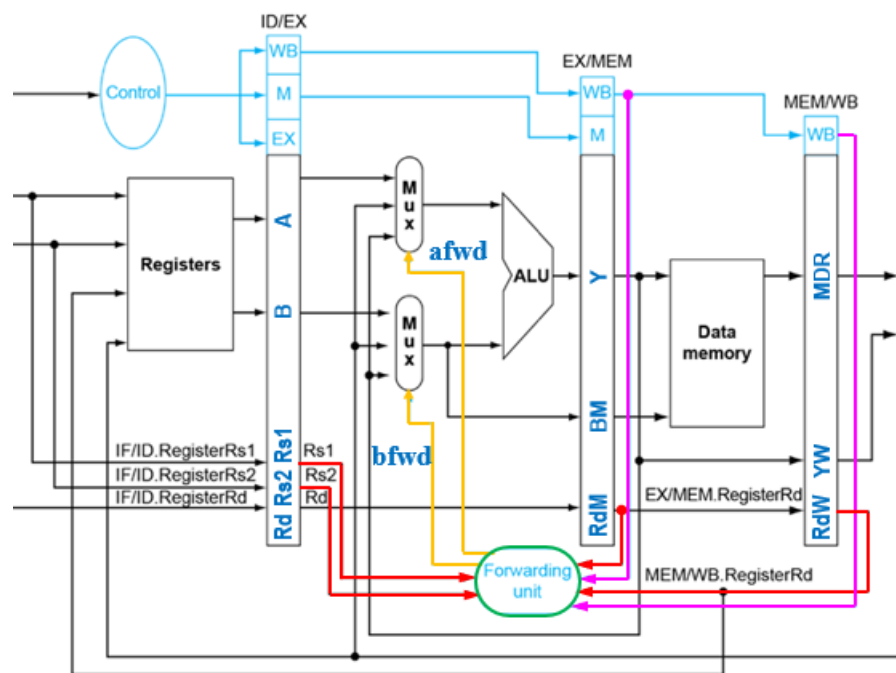 ID/EX
WB
EX/MEM
Control
M
WB
MEM/WB
EX
M
WB
Mux
A
afwd
Registers
ALU
Y
MDR
B
Mux
Data
memory
BM
bfwd
YW
IF/ID.RegisterRs1
Rs1
Rs1
IF/ID.RegisterRs2
Rs2
Rs2
IF/ID.RegisterRd
Rd
Rd
RdM
EX/MEM.RegisterRd
RdW
Forwarding
unit
MEM/WB.RegisterRd